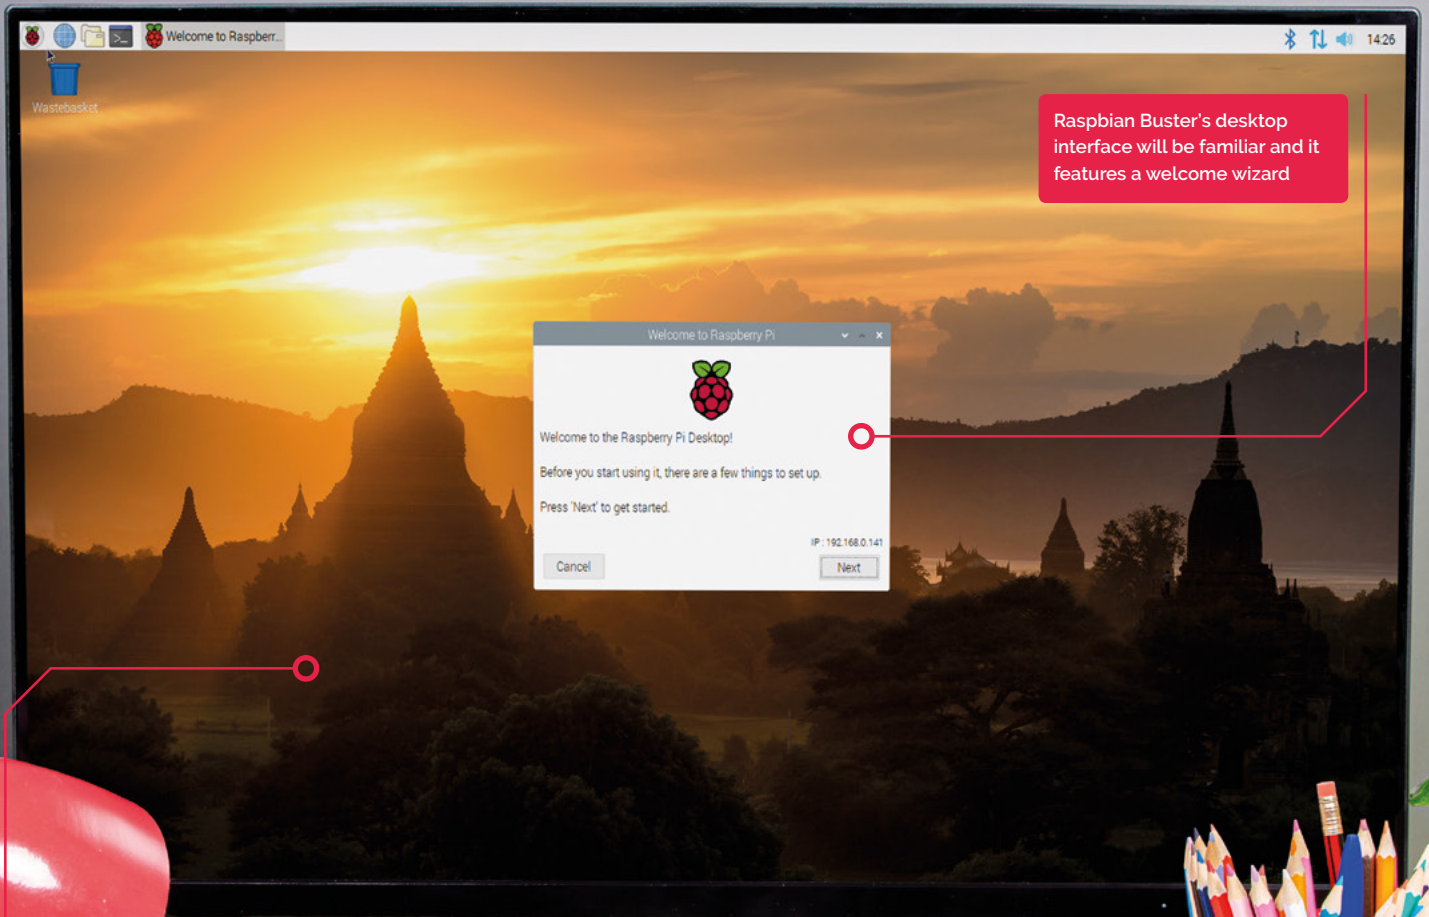 Welcome to Raspberr...
14:26
Wastebasket
Raspbian Buster's desktop
interface will be familiar and it
features a welcome wizard
Welcome to Raspberry Pi
Welcome to the Raspberry Pi Desktop!
Before you start using it, there are a few things to set up.
Press 'Next' to get started.
IP : 192.168.0.141
Cancel
Next